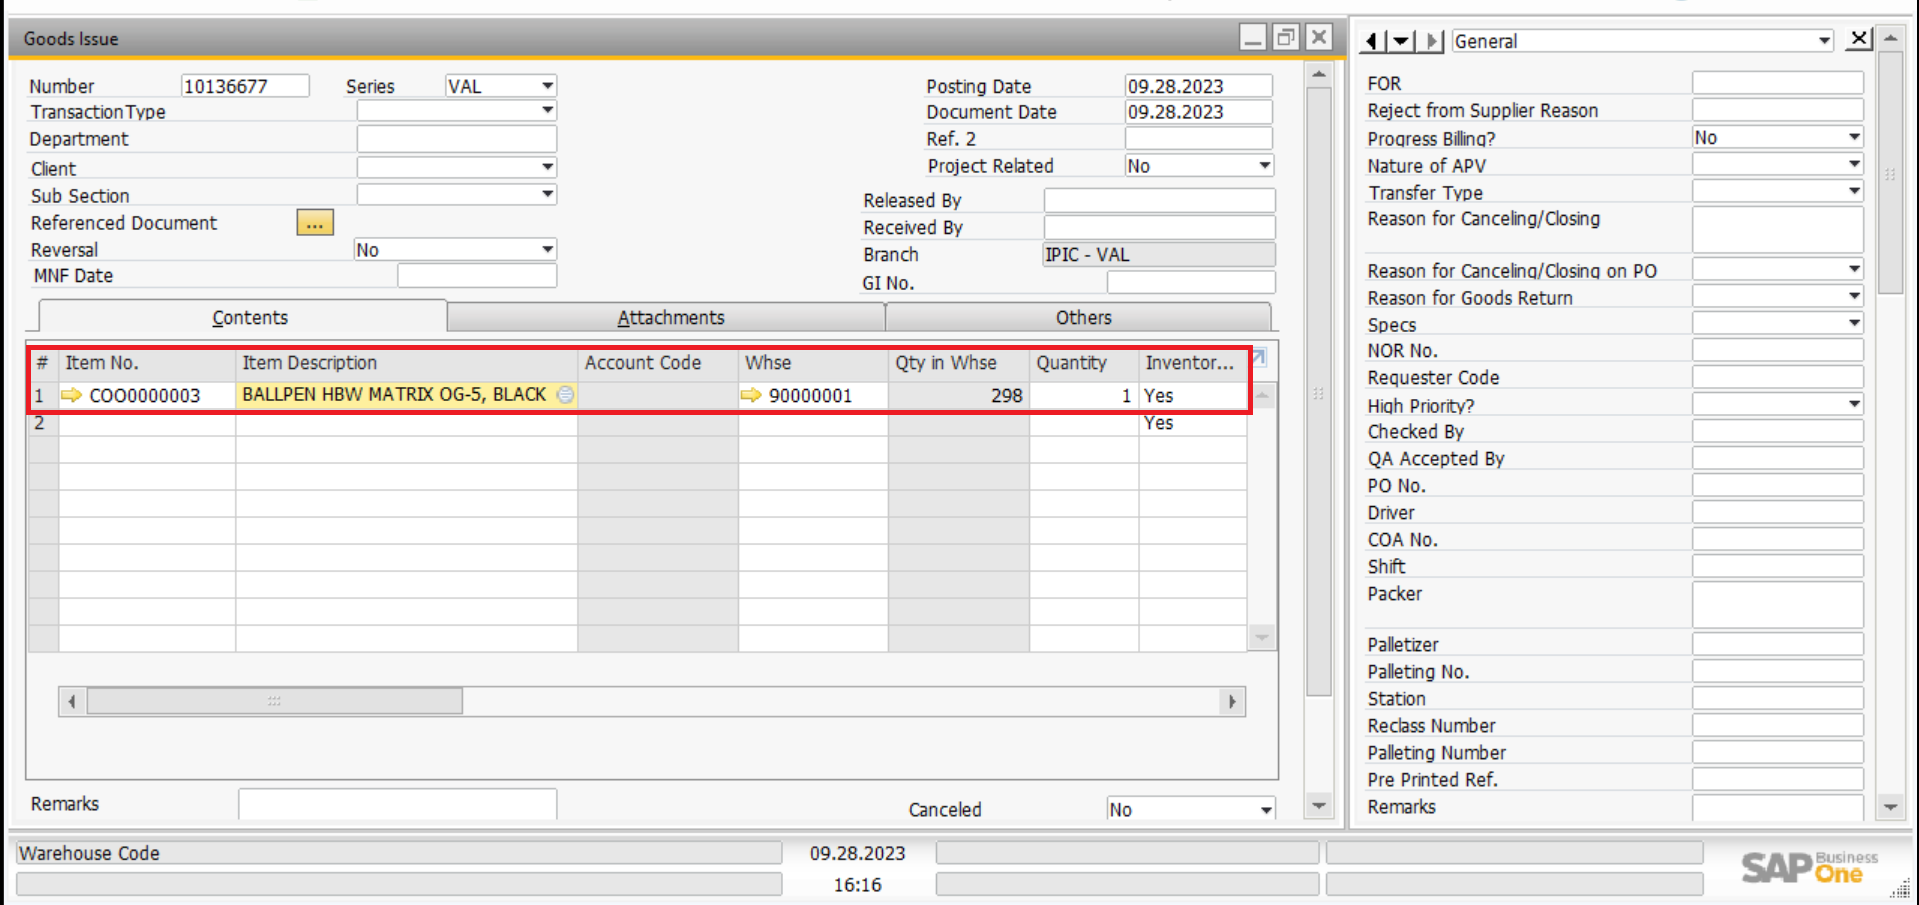 Goods Issue
Number 10136677 Series VAL Posting Date 09.28.2023
TransactionType Document Date 09.28.2023
Department Ref. 2
Client Project Related No
Sub Section Released By
Referenced Document ... Received By
Reversal No Branch IPIC - VAL
MNF Date GI No.
Contents Attachments Others
# Item No. Item Description Account Code Whse Qty in Whse Quantity Inventor...
1 COO0000003 BALLPEN HBW MATRIX OG-5, BLACK 90000001 298 1 Yes
2 Yes
Remarks Canceled No
General
FOR
Reject from Supplier Reason
Progress Billing? No
Nature of APV
Transfer Type
Reason for Canceling/Closing
Reason for Canceling/Closing on PO
Reason for Goods Return
Specs
NOR No.
Requester Code
High Priority?
Checked By
QA Accepted By
PO No.
Driver
COA No.
Shift
Packer
Palletizer
Palleting No.
Station
Reclass Number
Palleting Number
Pre Printed Ref.
Remarks
Warehouse Code 09.28.2023
16:16
SAP Business One